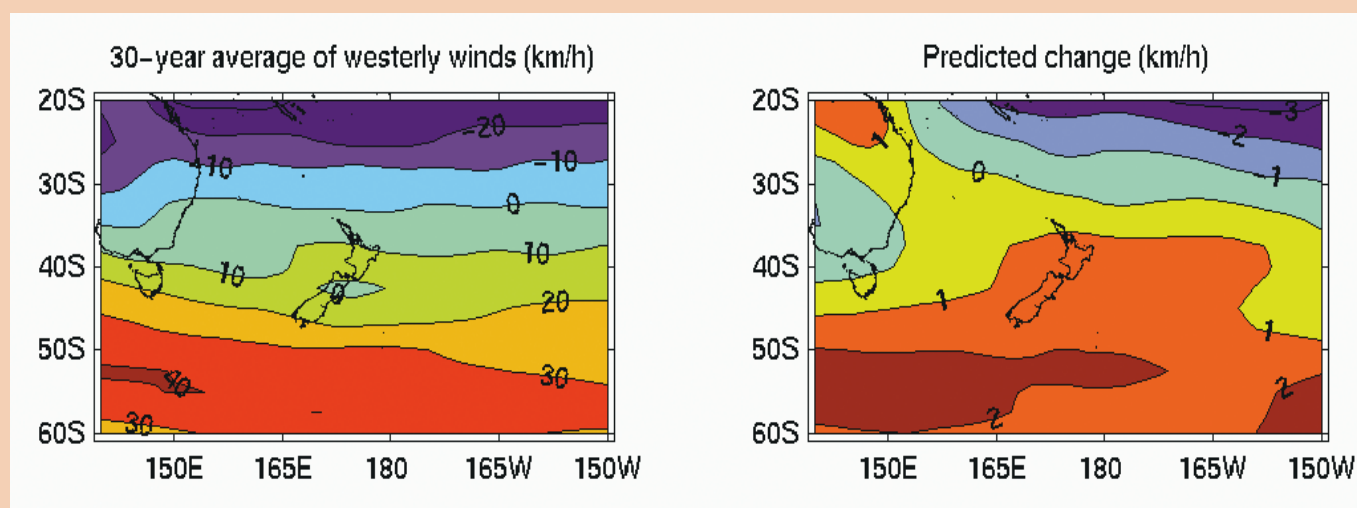 30-year average of westerly winds (km/h)
20S
30S
40S
50S
60S
150E 165E 180 165W 150W
-20
-10
-10
0
10
10
0
20
30
40
30
Predicted change (km/h)
20S
30S
40S
50S
60S
150E 165E 180 165W 150W
-3
1
-2
0
-1
1
1
2
2